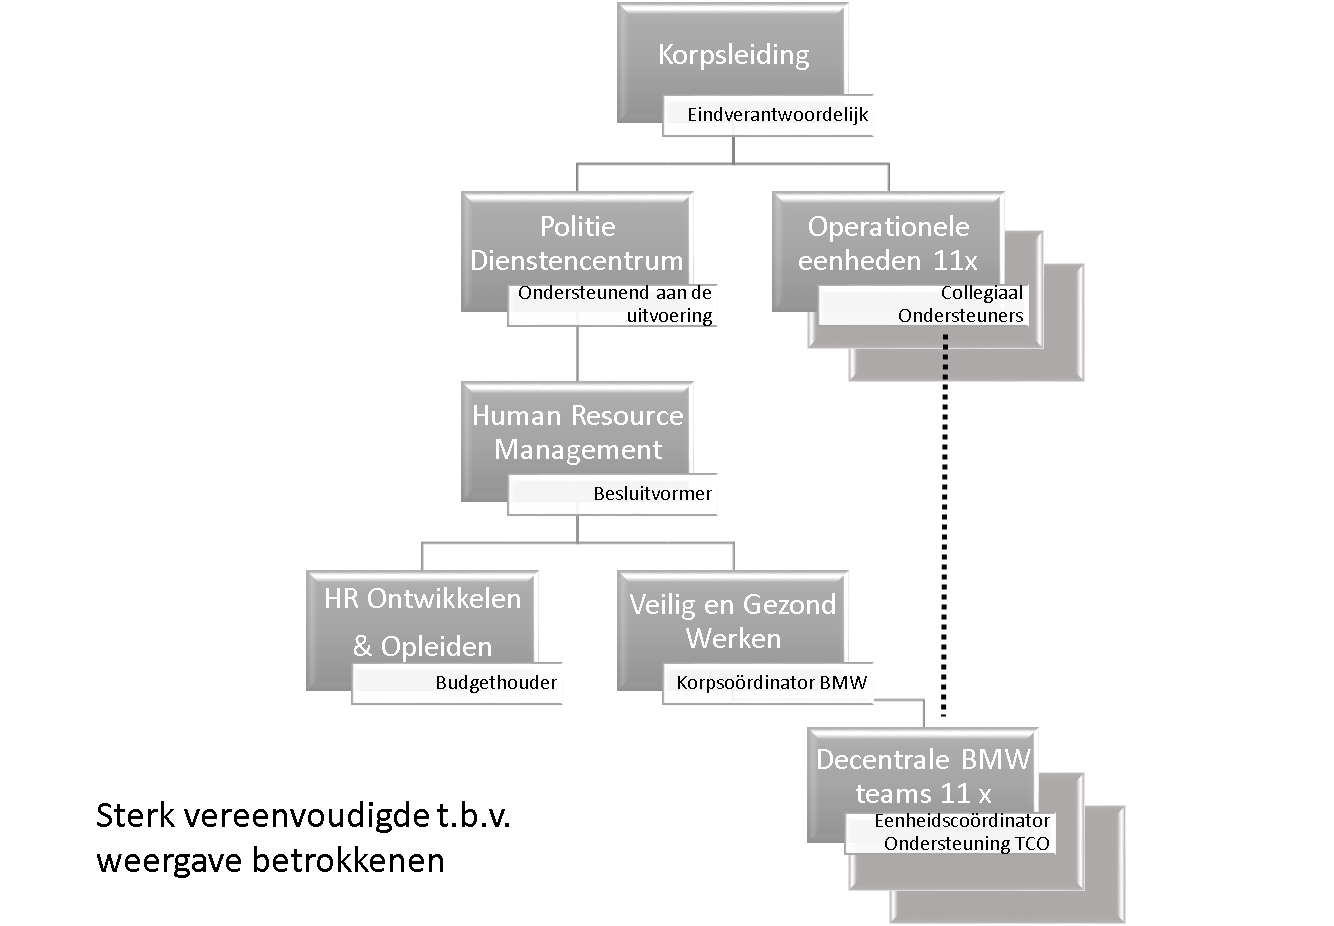 Korpsleiding
Eindverantwoordelijk
Politie
Dienstencentrum
Ondersteunend aan de
uitvoering
Operationele
eenheden 11x
Collegiaal
Ondersteuners
Human Resource
Management
Besluitvormer
HR Ontwikkelen
& Opleiden
Budgethouder
Veilig en Gezond
Werken
Korpsoördinator BMW
Decentrale BMW
teams 11 x
Eenheidscoördinator
Ondersteuning TCO
Sterk vereenvoudigde t.b.v.
weergave betrokkenen